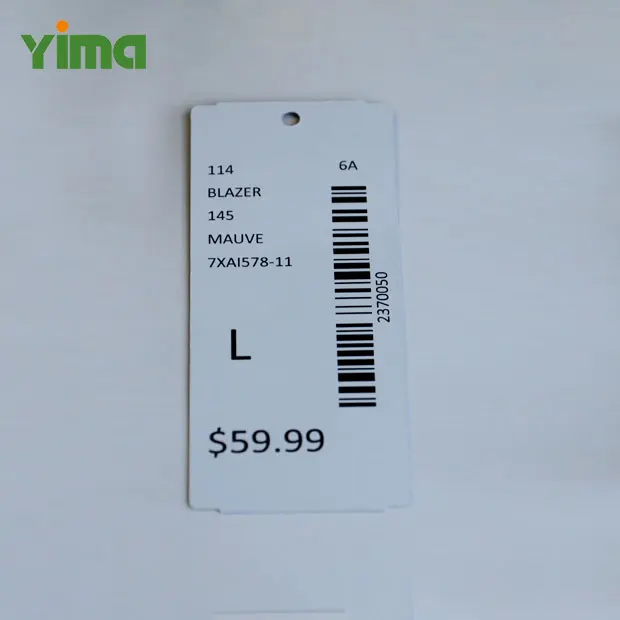 Yima
114 6A
BLAZER
145
MAUVE
7XAI578-11
2370050
L
$59.99